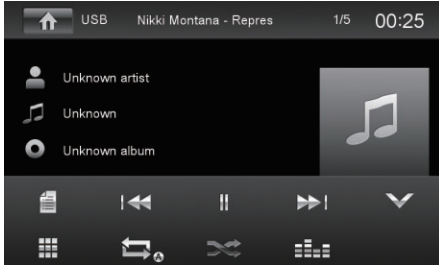 USB Nikki Montana - Repres 1/5 00:25
Unknown artist
Unknown
Unknown album
A